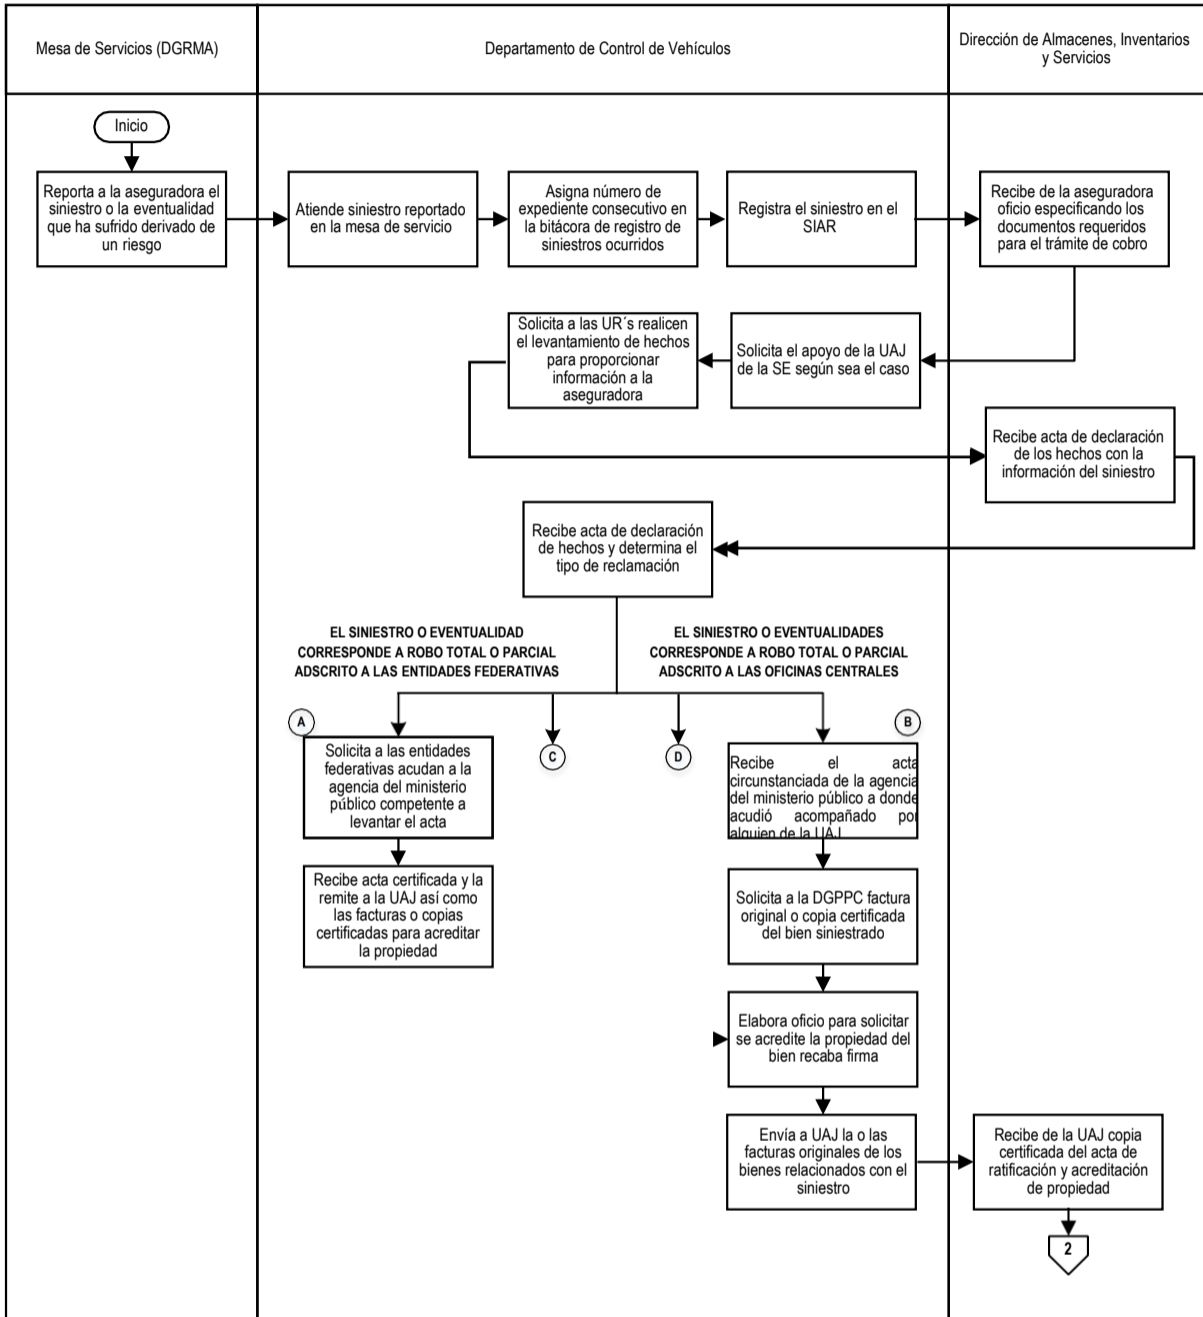 Mesa de Servicios (DGRMA)
Departamento de Control de Vehículos
Dirección de Almacenes, Inventarios
y Servicios
Inicio
Reporta a la aseguradora el
siniestro o la eventualidad
que ha sufrido derivado de
un riesgo
Atiende siniestro reportado
en la mesa de servicio
Asigna número de
expediente consecutivo en
la bitácora de registro de
siniestros ocurridos
Registra el siniestro en el
SIAR
Recibe de la aseguradora
oficio especificando los
documentos requeridos
para el trámite de cobro
Solicita el apoyo de la UAJ
de la SE según sea el caso
Solicita a las UR´s realicen
el levantamiento de hechos
para proporcionar
información a la
aseguradora
Recibe acta de declaración
de los hechos con la
información del siniestro
Recibe acta de declaración
de hechos y determina el
tipo de reclamación
EL SINIESTRO O EVENTUALIDAD
CORRESPONDE A ROBO TOTAL O PARCIAL
ADSCRITO A LAS ENTIDADES FEDERATIVAS
EL SINIESTRO O EVENTUALIDADES
CORRESPONDE A ROBO TOTAL O PARCIAL
ADSCRITO A LAS OFICINAS CENTRALES
A
Solicita a las entidades
federativas acudan a la
agencia del ministerio
público competente a
levantar el acta
Recibe acta certificada y la
remite a la UAJ así como
las facturas o copias
certificadas para acreditar
la propiedad
C
D
B
Recibe el acta
circunstanciada de la agencia
del ministerio público a donde
acudió acompañado por
alguien de la UAJ
Solicita a la DGPPC factura
original o copia certificada
del bien siniestrado
Elabora oficio para solicitar
se acredite la propiedad del
bien recaba firma
Envía a UAJ la o las
facturas originales de los
bienes relacionados con el
siniestro
Recibe de la UAJ copia
certificada del acta de
ratificación y acreditación
de propiedad
2